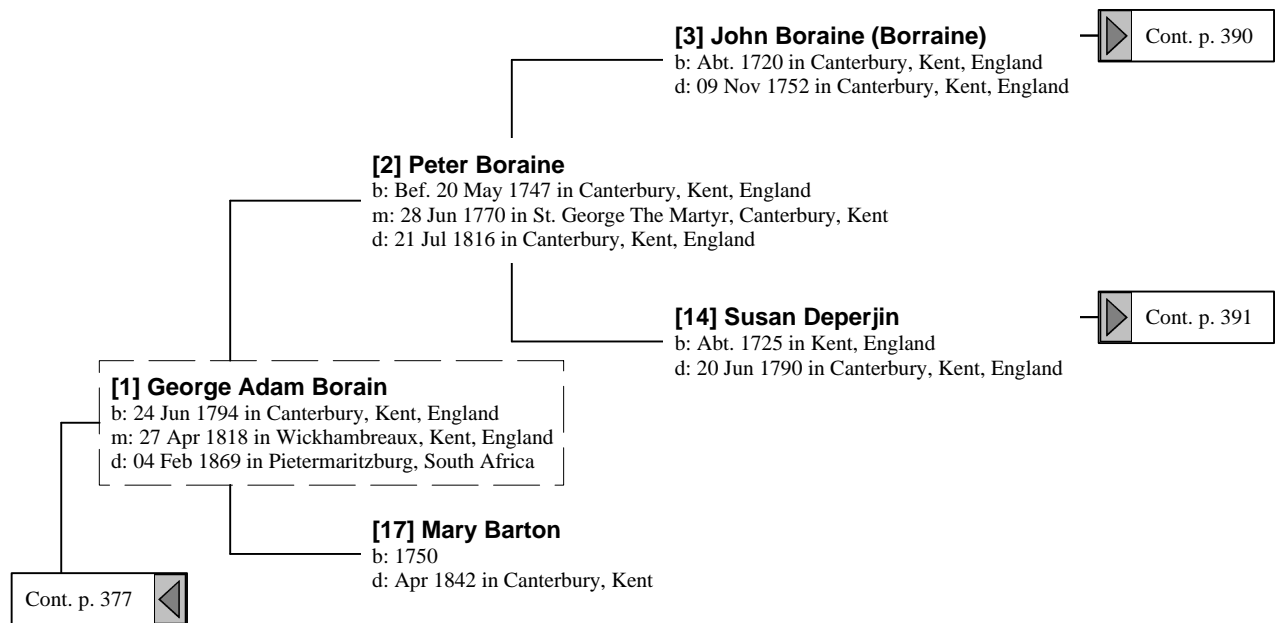 [3] John Boraine (Borraine)
b: Abt. 1720 in Canterbury, Kent, England
d: 09 Nov 1752 in Canterbury, Kent, England
Cont. p. 390
[2] Peter Boraine
b: Bef. 20 May 1747 in Canterbury, Kent, England
m: 28 Jun 1770 in St. George The Martyr, Canterbury, Kent
d: 21 Jul 1816 in Canterbury, Kent, England
[14] Susan Deperjin
b: Abt. 1725 in Kent, England
d: 20 Jun 1790 in Canterbury, Kent, England
Cont. p. 391
[1] George Adam Borain
b: 24 Jun 1794 in Canterbury, Kent, England
m: 27 Apr 1818 in Wickhambreaux, Kent, England
d: 04 Feb 1869 in Pietermaritzburg, South Africa
[17] Mary Barton
b: 1750
d: Apr 1842 in Canterbury, Kent
Cont. p. 377